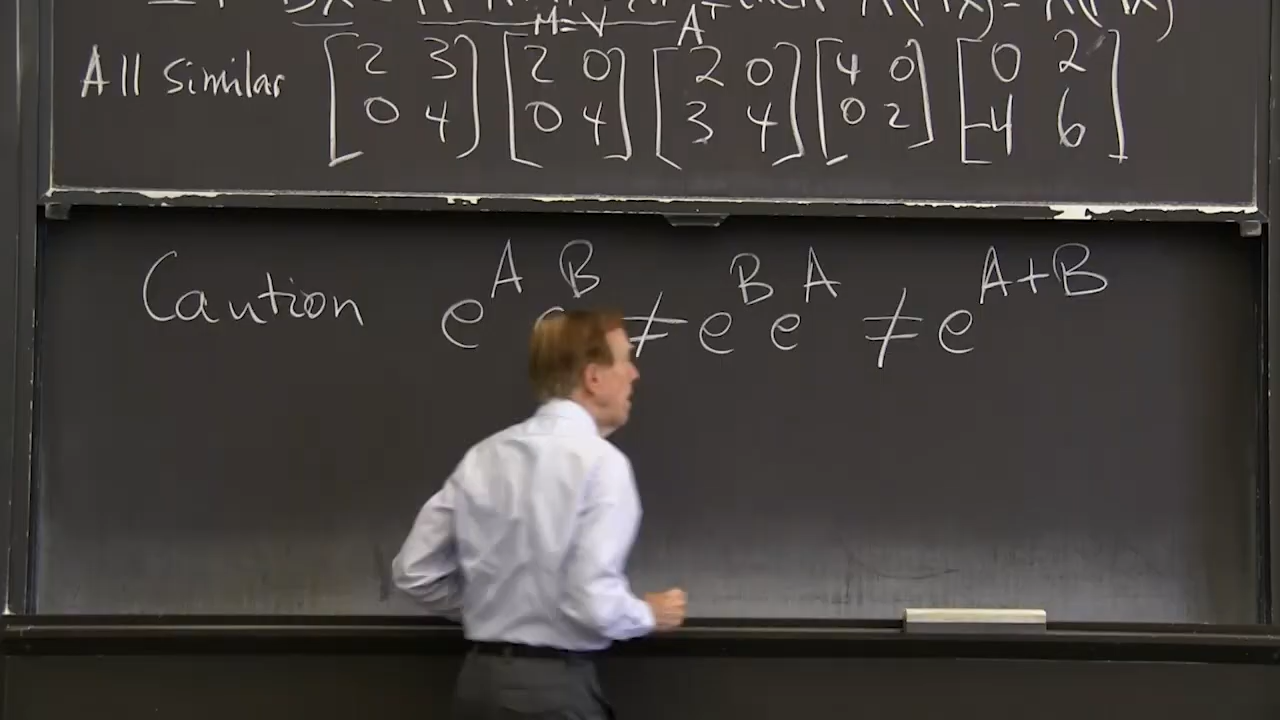 M=V A
All Similar [2 3 0 4] [2 0 0 4] [2 0 3 4] [4 0 0 2] [0 2 -4 6]
Caution e^A e^B ≠ e^B e^A ≠ e^{A+B}